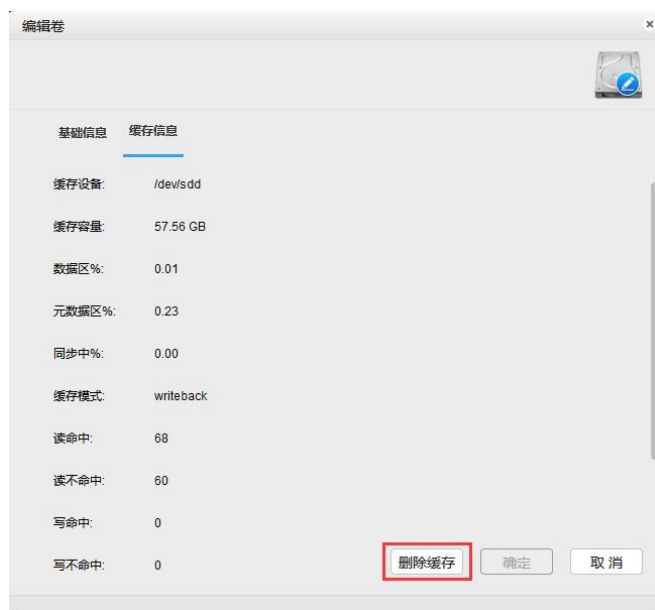 编辑卷
基础信息 缓存信息
缓存设备: /dev/sdd
缓存容量: 57.56 GB
数据区%: 0.01
元数据区%: 0.23
同步中%: 0.00
缓存模式: writeback
读命中: 68
读不命中: 60
写命中: 0
写不命中: 0
删除缓存 确定 取消